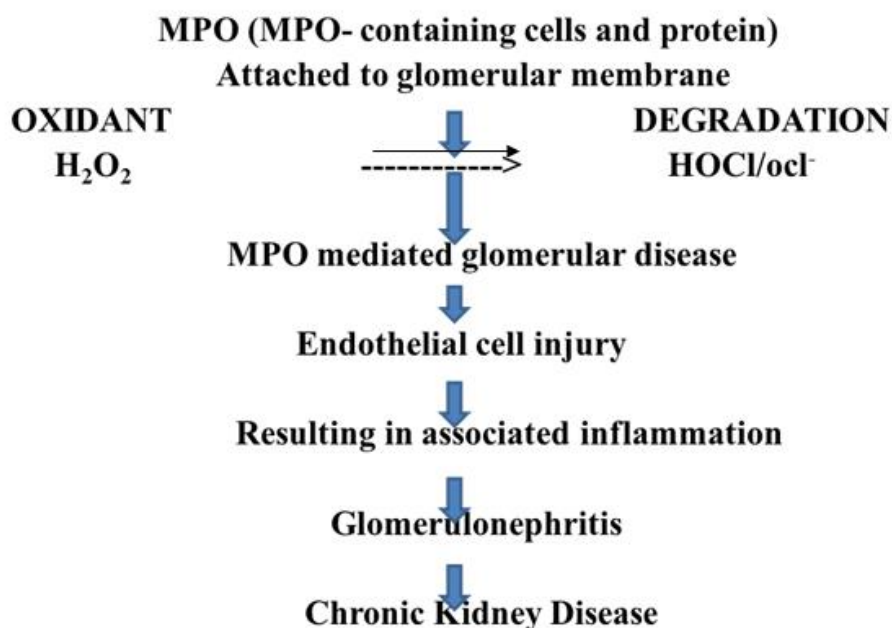 MPO (MPO- containing cells and protein)
Attached to glomerular membrane
OXIDANT DEGRADATION
H₂O₂ HOCl/ocl⁻
MPO mediated glomerular disease
Endothelial cell injury
Resulting in associated inflammation
Glomerulonephritis
Chronic Kidney Disease